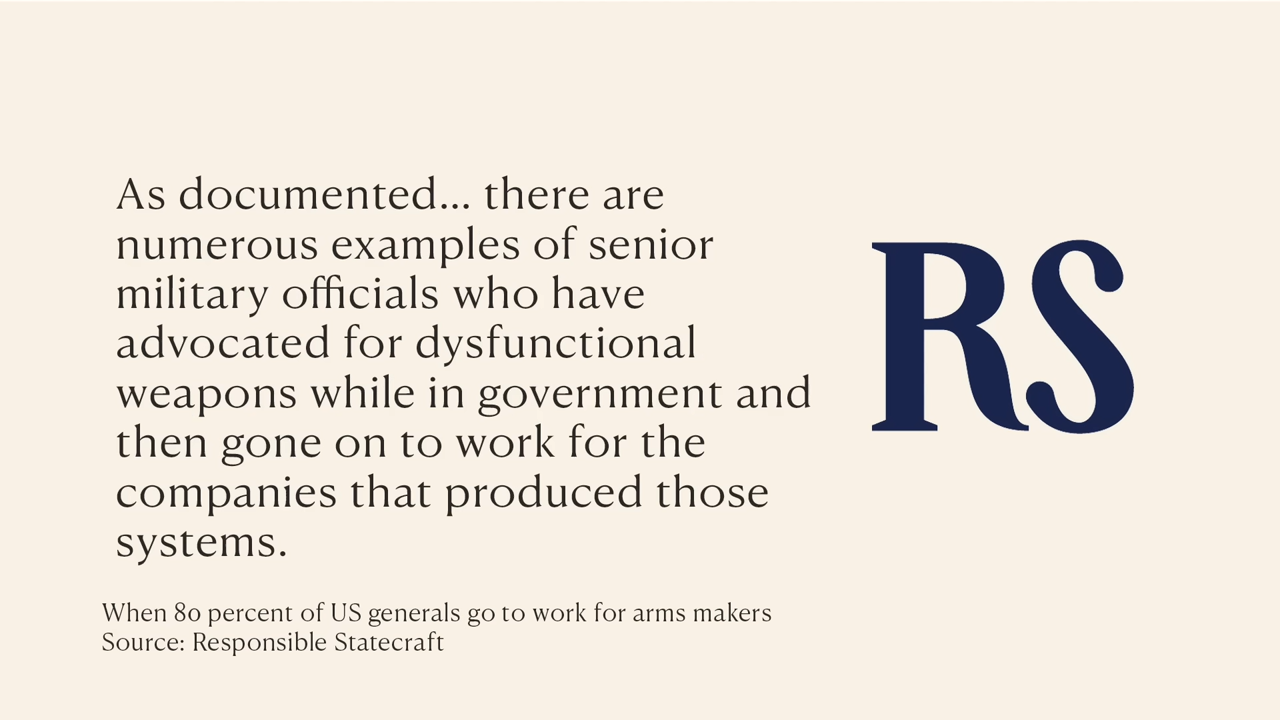 As documented... there are
numerous examples of senior
military officials who have
advocated for dysfunctional
weapons while in government and
then gone on to work for the
companies that produced those
systems.
RS
When 80 percent of US generals go to work for arms makers
Source: Responsible Statecraft